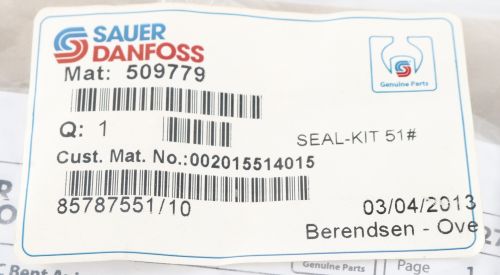 SAUER
DANFOSS
Genuine Parts
Mat: 509779
Q: 1
SEAL-KIT 51#
Cust. Mat. No.:002015514015
85787551/10
03/04/2013
Berendsen - Ove
Genuine Parts
Page 1